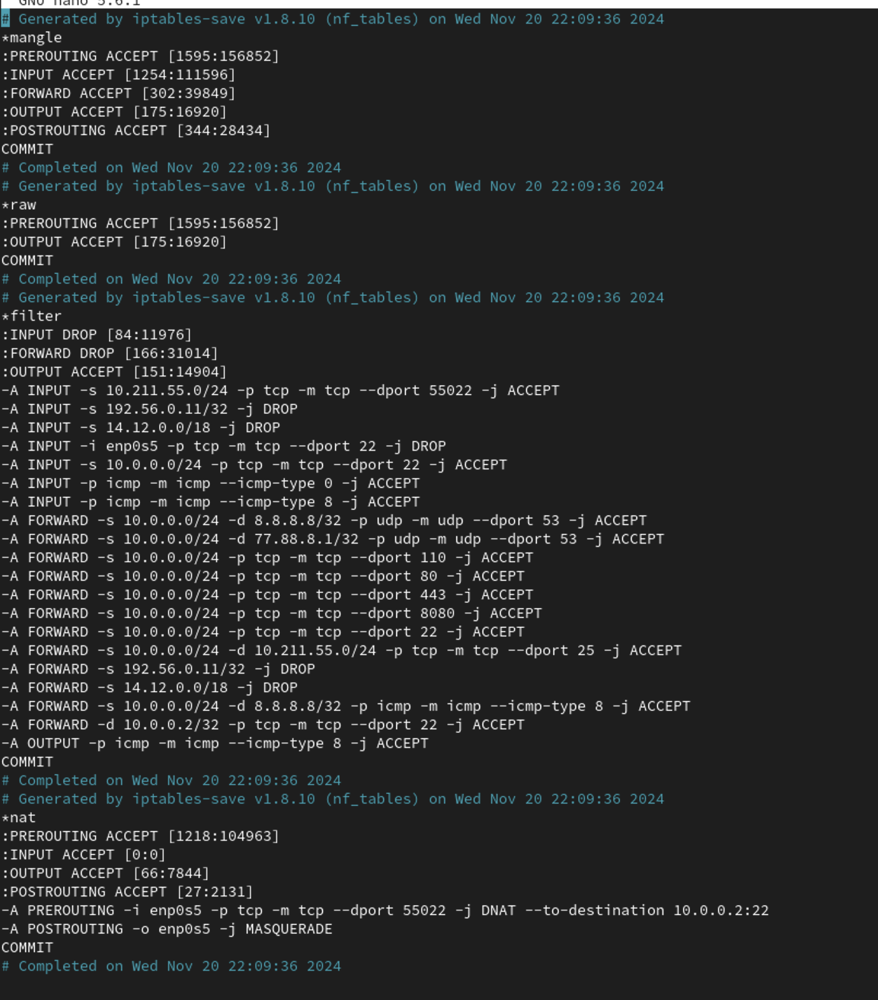 GNU nano 5.6.1
# Generated by iptables-save v1.8.10 (nf_tables) on Wed Nov 20 22:09:36 2024
*mangle
:PREROUTING ACCEPT [1595:156852]
:INPUT ACCEPT [1254:111596]
:FORWARD ACCEPT [302:39849]
:OUTPUT ACCEPT [175:16920]
:POSTROUTING ACCEPT [344:28434]
COMMIT
# Completed on Wed Nov 20 22:09:36 2024
# Generated by iptables-save v1.8.10 (nf_tables) on Wed Nov 20 22:09:36 2024
*raw
:PREROUTING ACCEPT [1595:156852]
:OUTPUT ACCEPT [175:16920]
COMMIT
# Completed on Wed Nov 20 22:09:36 2024
# Generated by iptables-save v1.8.10 (nf_tables) on Wed Nov 20 22:09:36 2024
*filter
:INPUT DROP [84:11976]
:FORWARD DROP [166:31014]
:OUTPUT ACCEPT [151:14904]
-A INPUT -s 10.211.55.0/24 -p tcp -m tcp --dport 55022 -j ACCEPT
-A INPUT -s 192.56.0.11/32 -j DROP
-A INPUT -s 14.12.0.0/18 -j DROP
-A INPUT -i enp0s5 -p tcp -m tcp --dport 22 -j DROP
-A INPUT -s 10.0.0.0/24 -p tcp -m tcp --dport 22 -j ACCEPT
-A INPUT -p icmp -m icmp --icmp-type 0 -j ACCEPT
-A INPUT -p icmp -m icmp --icmp-type 8 -j ACCEPT
-A FORWARD -s 10.0.0.0/24 -d 8.8.8.8/32 -p udp -m udp --dport 53 -j ACCEPT
-A FORWARD -s 10.0.0.0/24 -d 77.88.8.1/32 -p udp -m udp --dport 53 -j ACCEPT
-A FORWARD -s 10.0.0.0/24 -p tcp -m tcp --dport 110 -j ACCEPT
-A FORWARD -s 10.0.0.0/24 -p tcp -m tcp --dport 80 -j ACCEPT
-A FORWARD -s 10.0.0.0/24 -p tcp -m tcp --dport 443 -j ACCEPT
-A FORWARD -s 10.0.0.0/24 -p tcp -m tcp --dport 8080 -j ACCEPT
-A FORWARD -s 10.0.0.0/24 -p tcp -m tcp --dport 22 -j ACCEPT
-A FORWARD -s 10.0.0.0/24 -d 10.211.55.0/24 -p tcp -m tcp --dport 25 -j ACCEPT
-A FORWARD -s 192.56.0.11/32 -j DROP
-A FORWARD -s 14.12.0.0/18 -j DROP
-A FORWARD -s 10.0.0.0/24 -d 8.8.8.8/32 -p icmp -m icmp --icmp-type 8 -j ACCEPT
-A FORWARD -d 10.0.0.2/32 -p tcp -m tcp --dport 22 -j ACCEPT
-A OUTPUT -p icmp -m icmp --icmp-type 8 -j ACCEPT
COMMIT
# Completed on Wed Nov 20 22:09:36 2024
# Generated by iptables-save v1.8.10 (nf_tables) on Wed Nov 20 22:09:36 2024
*nat
:PREROUTING ACCEPT [1218:104963]
:INPUT ACCEPT [0:0]
:OUTPUT ACCEPT [66:7844]
:POSTROUTING ACCEPT [27:2131]
-A PREROUTING -i enp0s5 -p tcp -m tcp --dport 55022 -j DNAT --to-destination 10.0.0.2:22
-A POSTROUTING -o enp0s5 -j MASQUERADE
COMMIT
# Completed on Wed Nov 20 22:09:36 2024